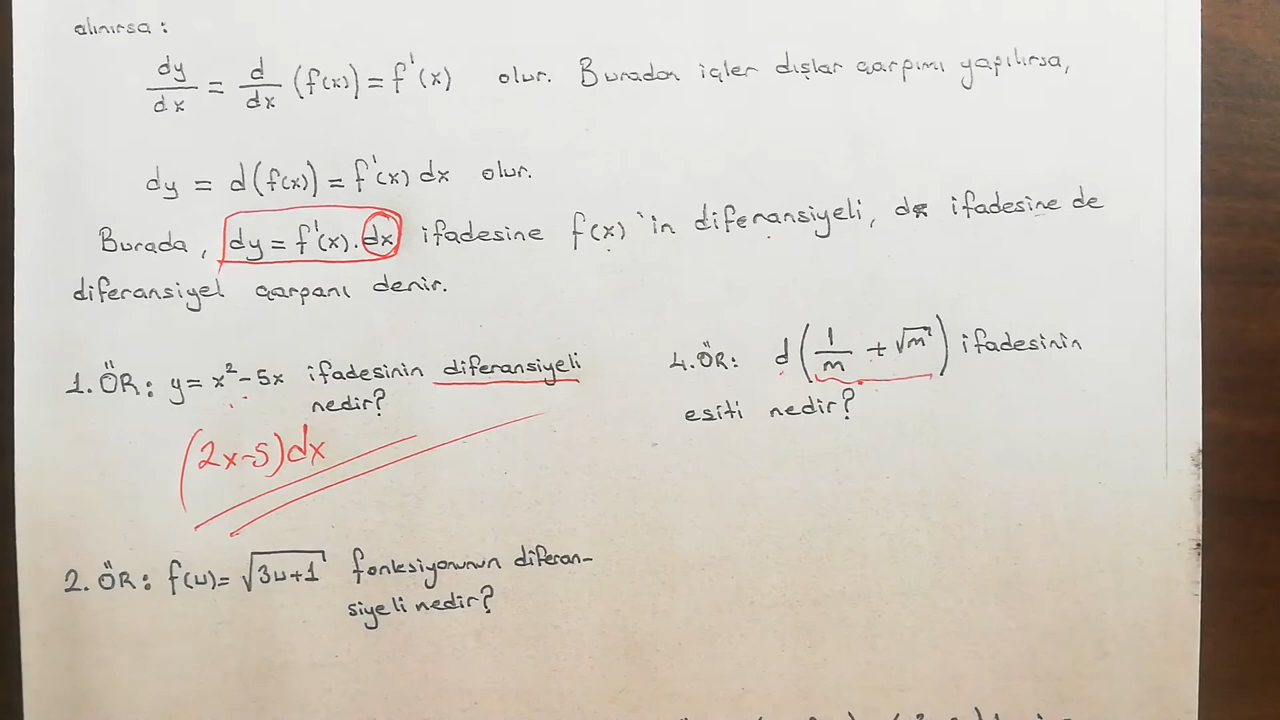 alınırsa:
dy/dx = d/dx (f(x)) = f'(x) olur. Buradan içler dışlar çarpımı yapılırsa,
dy = d(f(x)) = f'(x) dx olur.
Burada, dy = f'(x).dx ifadesine f(x)'in diferansiyeli, dx ifadesine de
diferansiyel çarpanı denir.
1. ÖR: y = x² - 5x ifadesinin diferansiyeli
nedir?
(2x-5)dx
2. ÖR: f(u) = √(3u+1) fonksiyonunun diferan-
siyeli nedir?
4. ÖR: d(1/m + √m) ifadesinin
eşiti nedir?